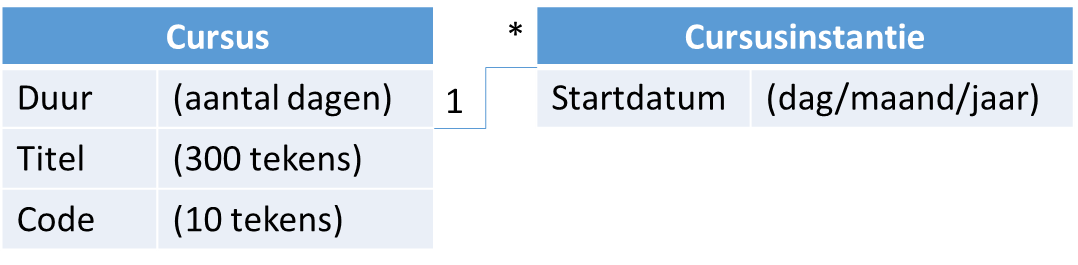 Cursus
Duur (aantal dagen)
Titel (300 tekens)
Code (10 tekens)
1
*
Cursusinstantie
Startdatum (dag/maand/jaar)